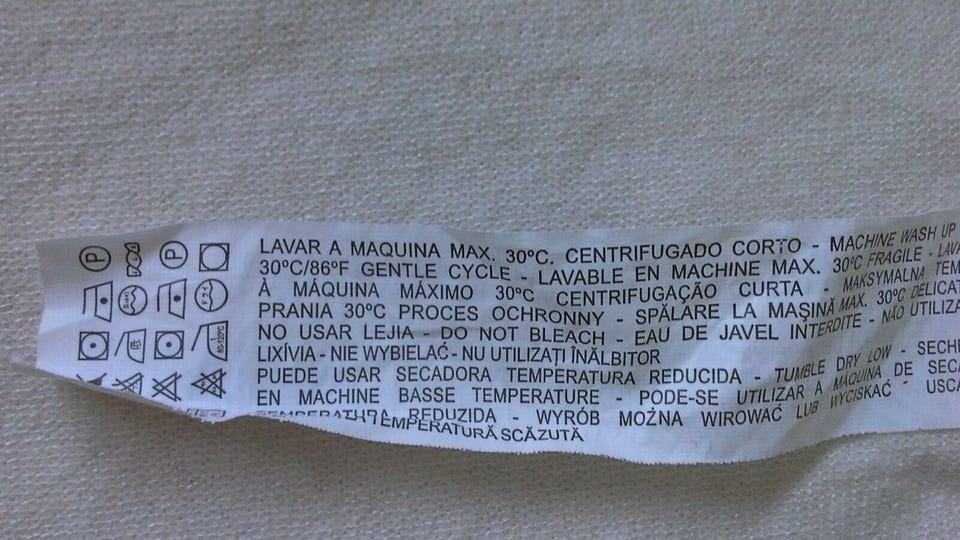 LAVAR A MAQUINA MAX. 30ºC. CENTRIFUGADO CORTO - MACHINE WASH UP
30ºC/86ºF GENTLE CYCLE - LAVABLE EN MACHINE MAX. 30ºC FRAGILE -
À MÁQUINA MÁXIMO 30ºC CENTRIFUGAÇÃO CURTA - MAKSYMALNA
PRANIA 30ºC PROCES OCHRONNY - SPĂLARE LA MAŞINĂ MAX. 30ºC
NO USAR LEJIA - DO NOT BLEACH - EAU DE JAVEL INTERDITE - NÃO
LIXÍVIA - NIE WYBIELAĆ - NU UTILIZAȚI ÎNĂLBITOR
PUEDE USAR SECADORA TEMPERATURA REDUCIDA - TUMBLE DRY LOW -
EN MACHINE BASSE TEMPERATURE - PODE-SE UTILIZAR A MÁQUINA DE
TEMPERATURA REDUZIDA - WYRÓB MOŻNA WIROWAĆ LUB WYCISKAĆ -
TEMPERATURĂ SCĂZUTĂ